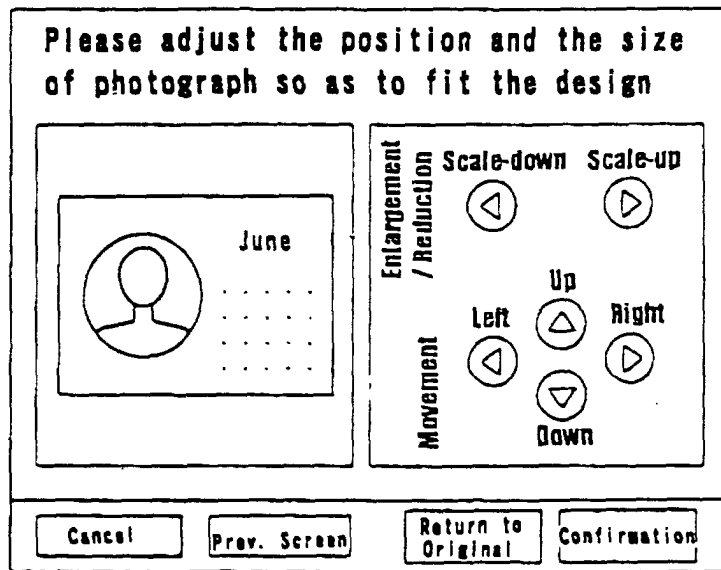 Please adjust the position and the size
of photograph so as to fit the design
June
Enlargement
/ Reduction
Scale-down Scale-up
Movement
Up
Left Right
Down
Cancel
Prev. Screen
Return to
Original
Confirmation